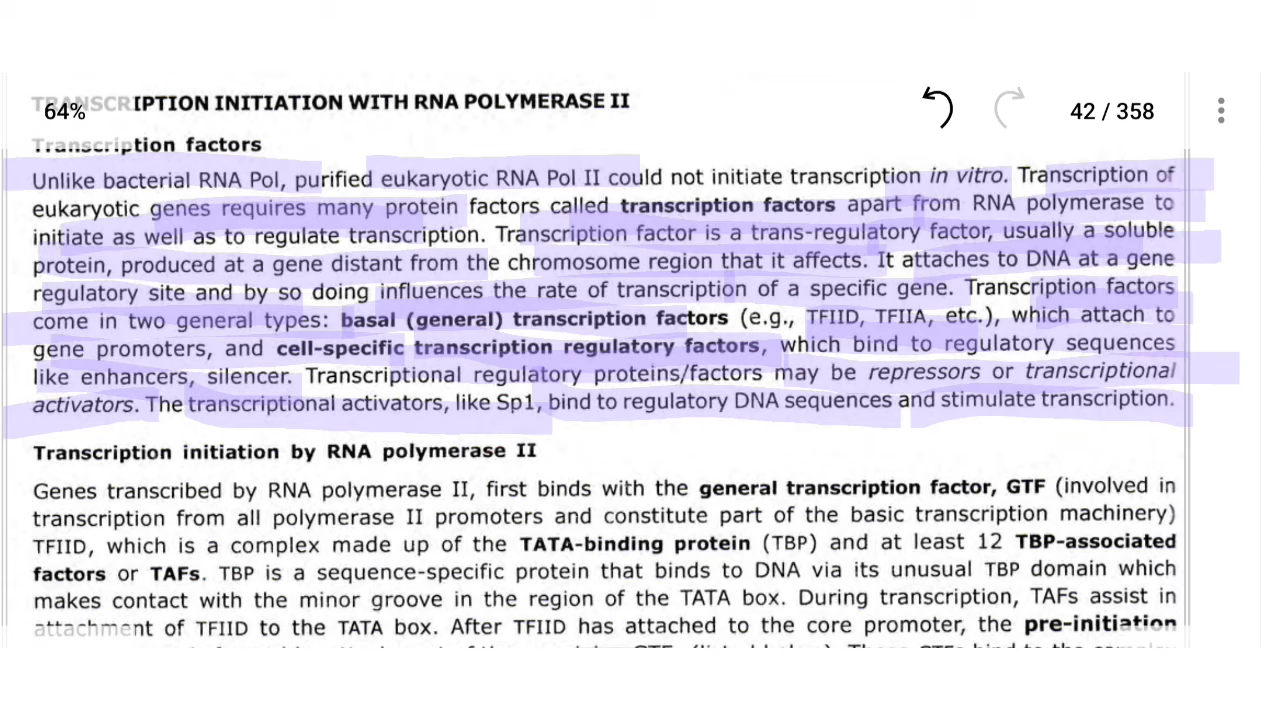 TRANSCRIPTION INITIATION WITH RNA POLYMERASE II
64%
42 / 358
Transcription factors
Unlike bacterial RNA Pol, purified eukaryotic RNA Pol II could not initiate transcription in vitro. Transcription of
eukaryotic genes requires many protein factors called transcription factors apart from RNA polymerase to
initiate as well as to regulate transcription. Transcription factor is a trans-regulatory factor, usually a soluble
protein, produced at a gene distant from the chromosome region that it affects. It attaches to DNA at a gene
regulatory site and by so doing influences the rate of transcription of a specific gene. Transcription factors
come in two general types: basal (general) transcription factors (e.g., TFIID, TFIIA, etc.), which attach to
gene promoters, and cell-specific transcription regulatory factors, which bind to regulatory sequences
like enhancers, silencer. Transcriptional regulatory proteins/factors may be repressors or transcriptional
activators. The transcriptional activators, like Sp1, bind to regulatory DNA sequences and stimulate transcription.
Transcription initiation by RNA polymerase II
Genes transcribed by RNA polymerase II, first binds with the general transcription factor, GTF (involved in
transcription from all polymerase II promoters and constitute part of the basic transcription machinery)
TFIID, which is a complex made up of the TATA-binding protein (TBP) and at least 12 TBP-associated
factors or TAFs. TBP is a sequence-specific protein that binds to DNA via its unusual TBP domain which
makes contact with the minor groove in the region of the TATA box. During transcription, TAFs assist in
attachment of TFIID to the TATA box. After TFIID has attached to the core promoter, the pre-initiation